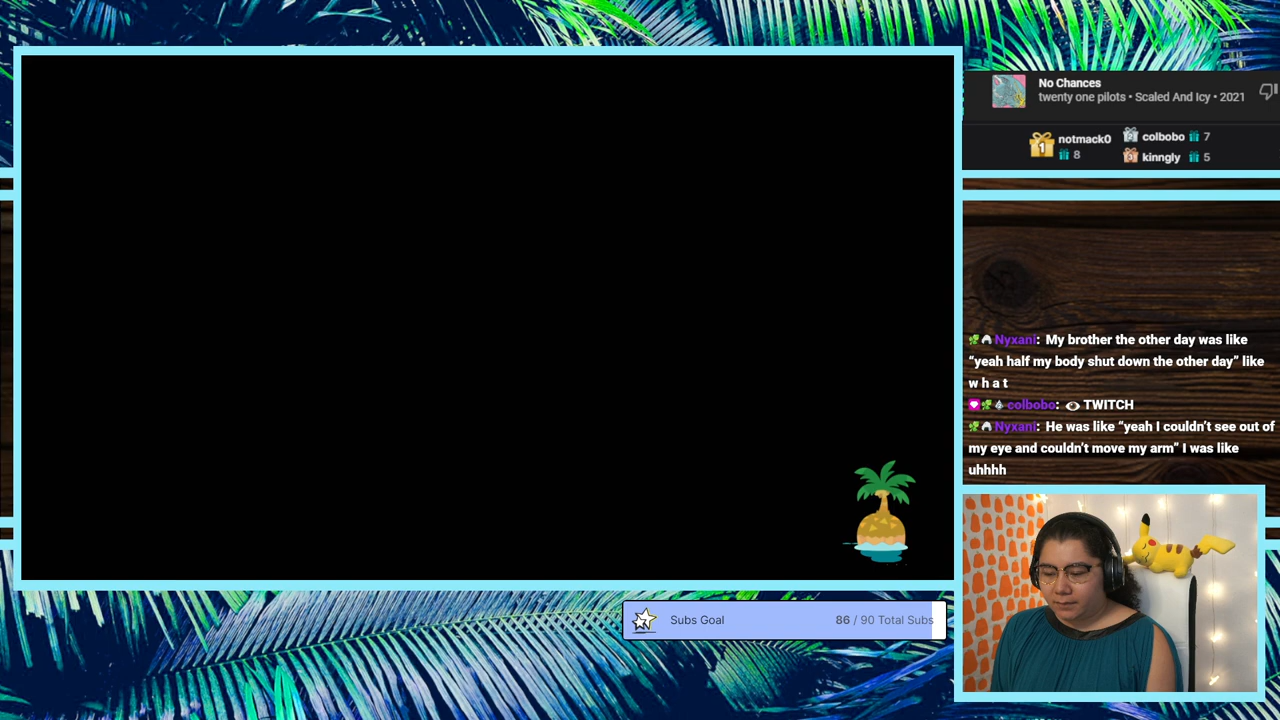 No Chances
twenty one pilots • Scaled And Icy • 2021
1
notmack0
8
colbobo 7
kinngly 5
Nyxani: My brother the other day was like
“yeah half my body shut down the other day” like
w h a t
colbobo: TWITCH
Nyxani: He was like “yeah I couldn’t see out of
my eye and couldn’t move my arm” I was like
uhhhh
Subs Goal 86 / 90 Total Subs